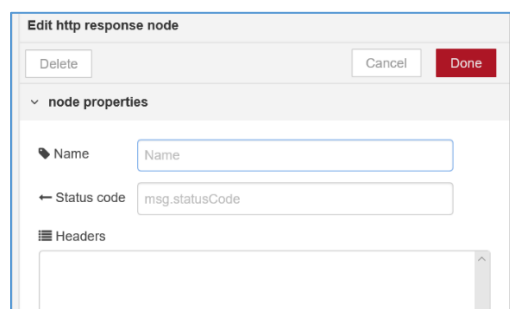 Edit http response node
Delete Cancel Done
node properties
Name Name
Status code msg.statusCode
Headers